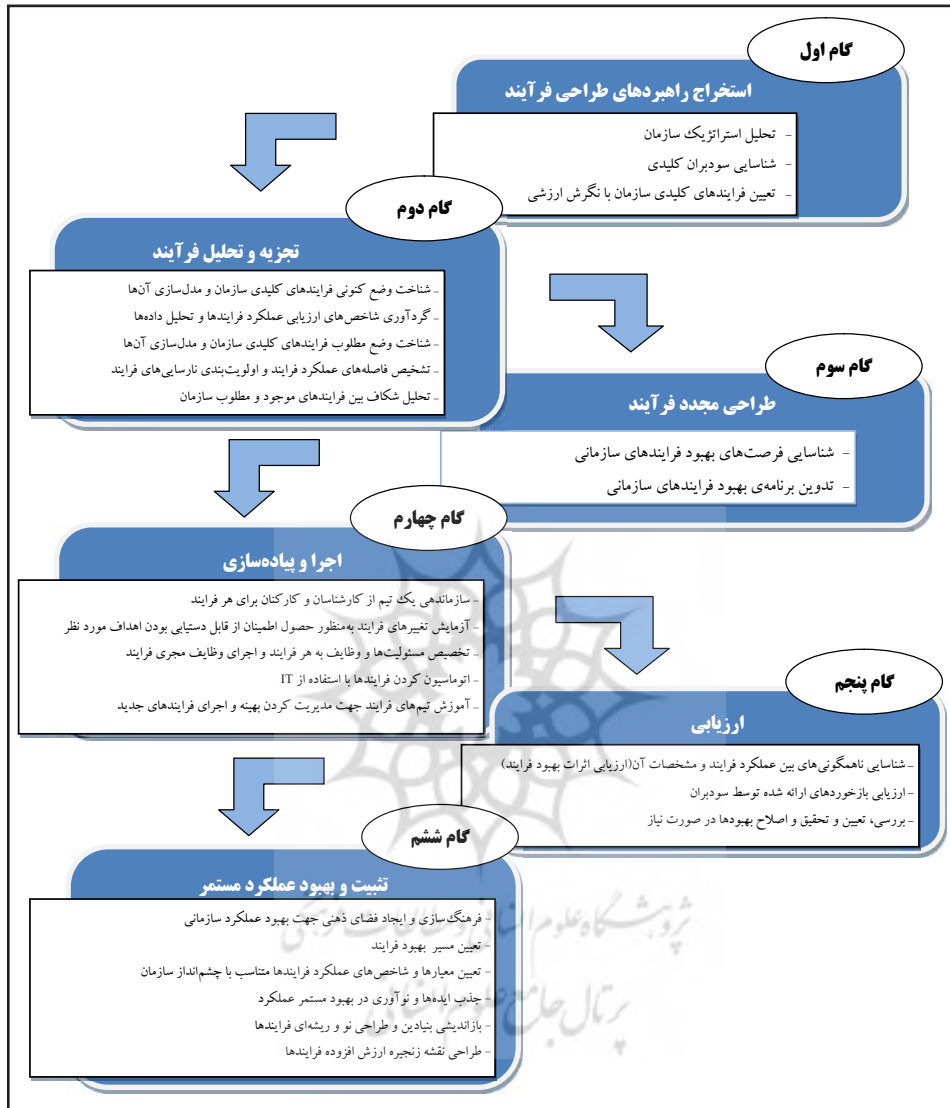 گام اول
استخراج راهبردهای طراحی فرآیند
- تحلیل استراتژیک سازمان
- شناسایی سودبران کلیدی
- تعیین فرایندهای کلیدی سازمان با نگرش ارزشی
گام دوم
تجزیه و تحلیل فرآیند
- شناخت وضع کنونی فرایندهای کلیدی سازمان و مدل‌سازی آن‌ها
- گردآوری شاخص‌های ارزیابی عملکرد فرایندها و تحلیل داده‌ها
- شناخت وضع مطلوب فرایندهای کلیدی سازمان و مدل‌سازی آن‌ها
- تشخیص فاصله‌های عملکرد فرایند و اولویت‌بندی نارسایی‌های فرایند
- تحلیل شکاف بین فرایندهای موجود و مطلوب سازمان
گام سوم
طراحی مجدد فرآیند
- شناسایی فرصت‌های بهبود فرایندهای سازمانی
- تدوین برنامه‌ی بهبود فرایندهای سازمانی
گام چهارم
اجرا و پیاده‌سازی
- سازماندهی یک تیم از کارشناسان و کارکنان برای هر فرایند
- آزمایش تغییرهای فرایند به‌منظور حصول اطمینان از قابل دستیابی بودن اهداف مورد نظر
- تخصیص مسئولیت‌ها و وظایف به هر فرایند و اجرای وظایف مجری فرایند
- اتوماسیون کردن فرایندها با استفاده از IT
- آموزش تیم‌های فرایند جهت مدیریت کردن بهینه و اجرای فرایندهای جدید
گام پنجم
ارزیابی
- شناسایی ناهمگونی‌های بین عملکرد فرایند و مشخصات آن(ارزیابی اثرات بهبود فرایند)
- ارزیابی بازخوردهای ارائه شده توسط سودبران
- بررسی، تعیین و تحقیق و اصلاح بهبودها در صورت نیاز
گام ششم
تثبیت و بهبود عملکرد مستمر
- فرهنگ‌سازی و ایجاد فضای ذهنی جهت بهبود عملکرد سازمانی
- تعیین مسیر بهبود فرایند
- تعیین معیارها و شاخص‌های عملکرد فرایندها متناسب با چشم‌انداز سازمان
- جذب ایده‌ها و نوآوری در بهبود مستمر عملکرد
- بازاندیشی بنیادین و طراحی نو و ریشه‌ای فرایندها
- طراحی نقشه زنجیره ارزش افزوده فرایندها
پژوهشگاه علوم انسانی و مطالعات فرهنگی
پرتال جامع علوم انسانی